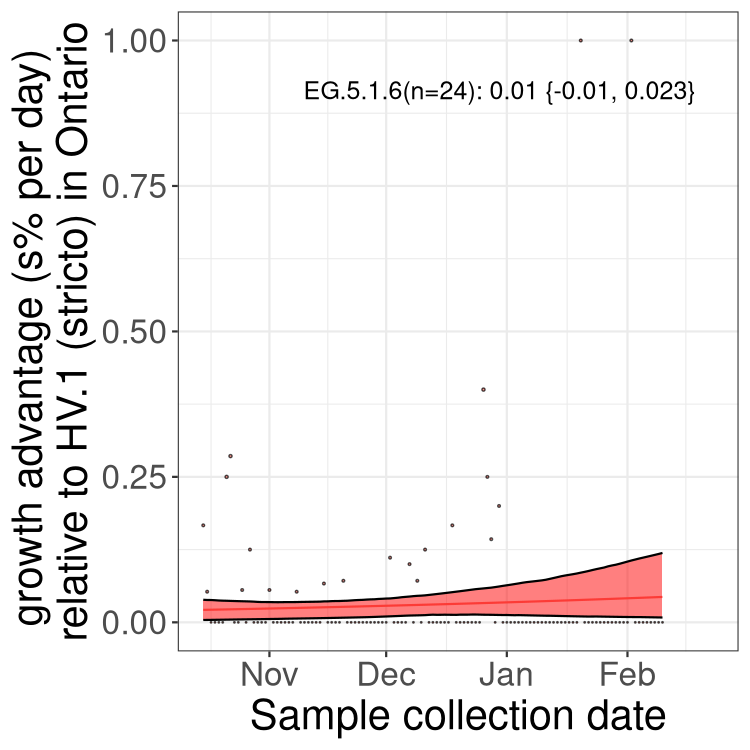 growth advantage (s% per day)
relative to HV.1 (stricto) in Ontario
1.00
0.75
0.50
0.25
0.00
EG.5.1.6(n=24): 0.01 {-0.01, 0.023}
Nov Dec Jan Feb
Sample collection date